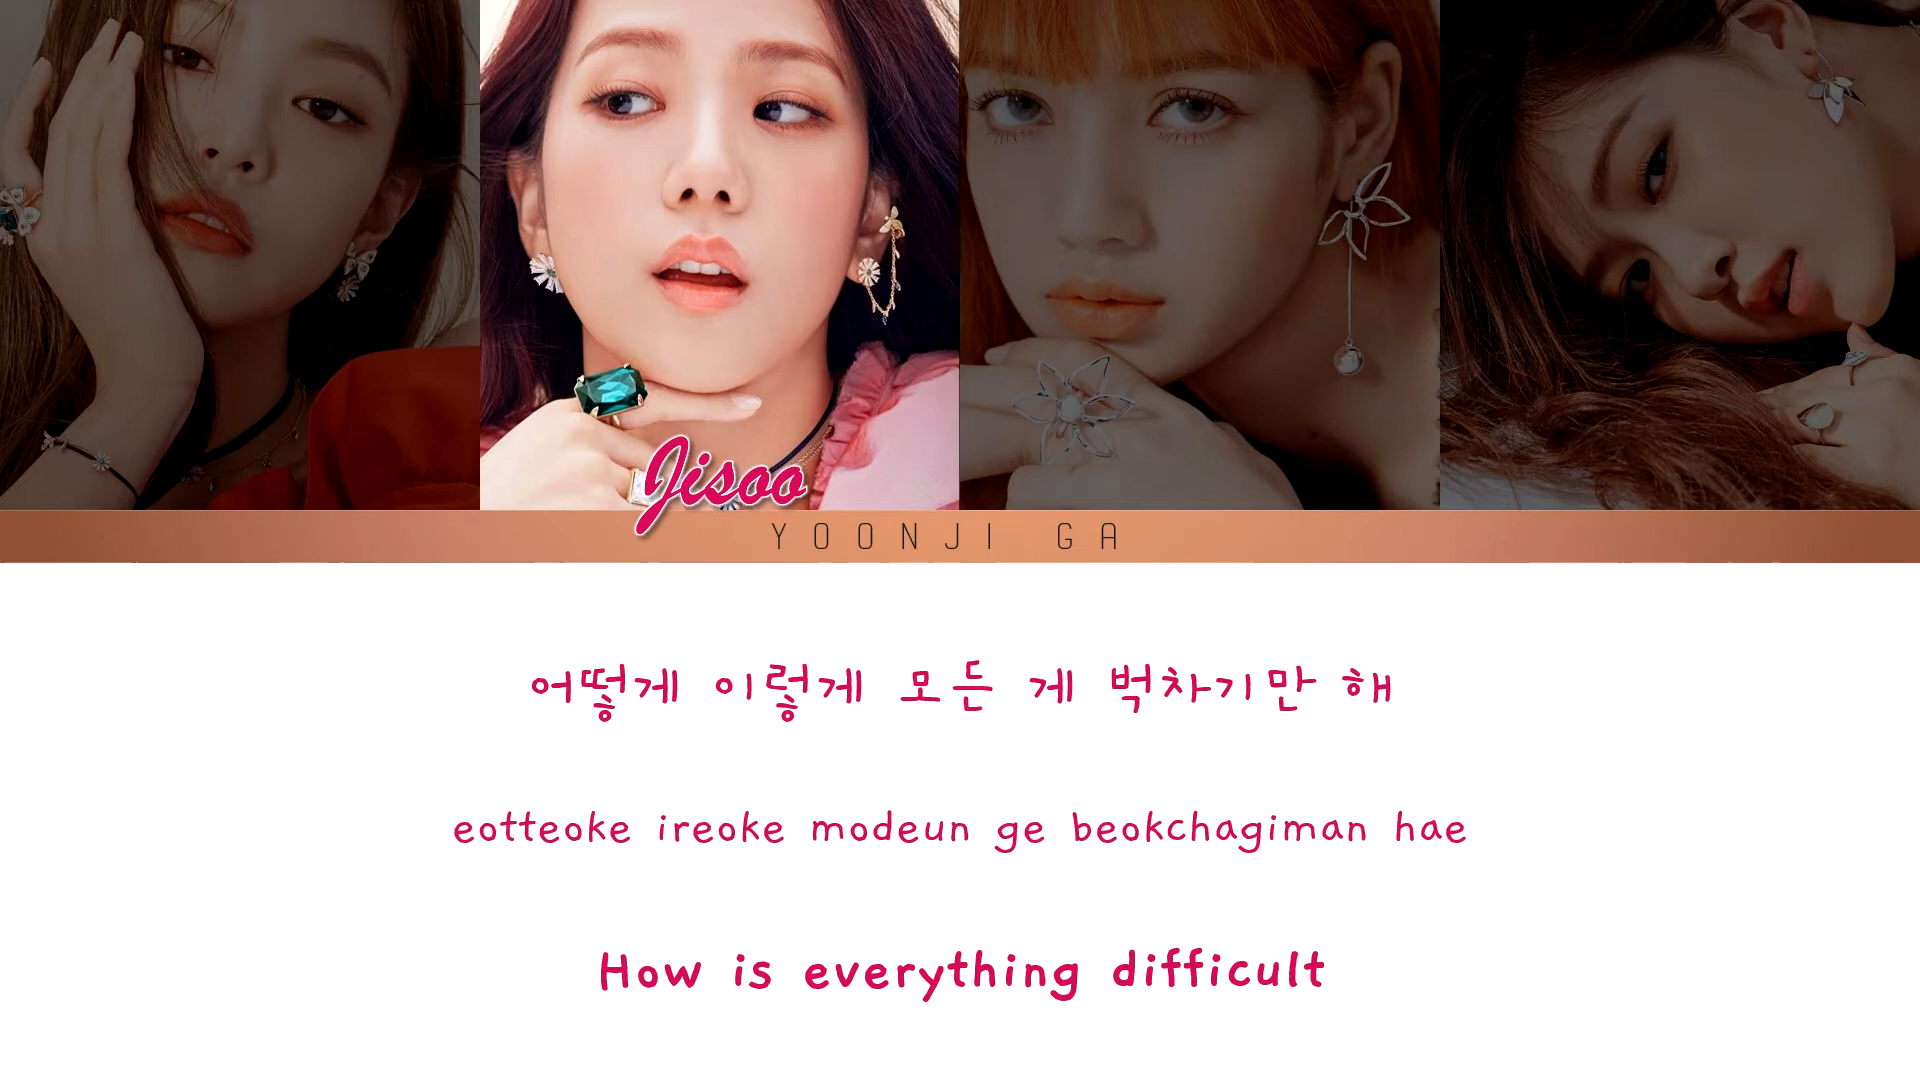 Jisoo
YOONJI GA
어떻게 이렇게 모든 게 벅차기만 해
eotteoke ireoke modeun ge beokchagiman hae
How is everything difficult